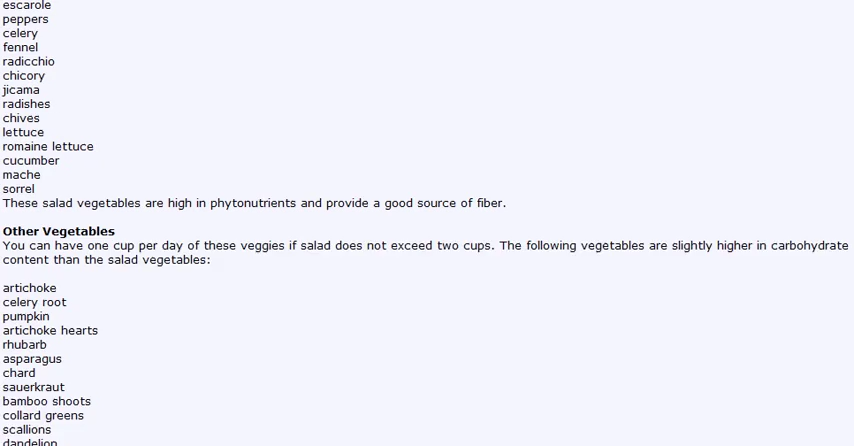 escarole
peppers
celery
fennel
radicchio
chicory
jicama
radishes
chives
lettuce
romaine lettuce
cucumber
mache
sorrel
These salad vegetables are high in phytonutrients and provide a good source of fiber.
Other Vegetables
You can have one cup per day of these veggies if salad does not exceed two cups. The following vegetables are slightly higher in carbohydrate
content than the salad vegetables:
artichoke
celery root
pumpkin
artichoke hearts
rhubarb
asparagus
chard
sauerkraut
bamboo shoots
collard greens
scallions
dandelion